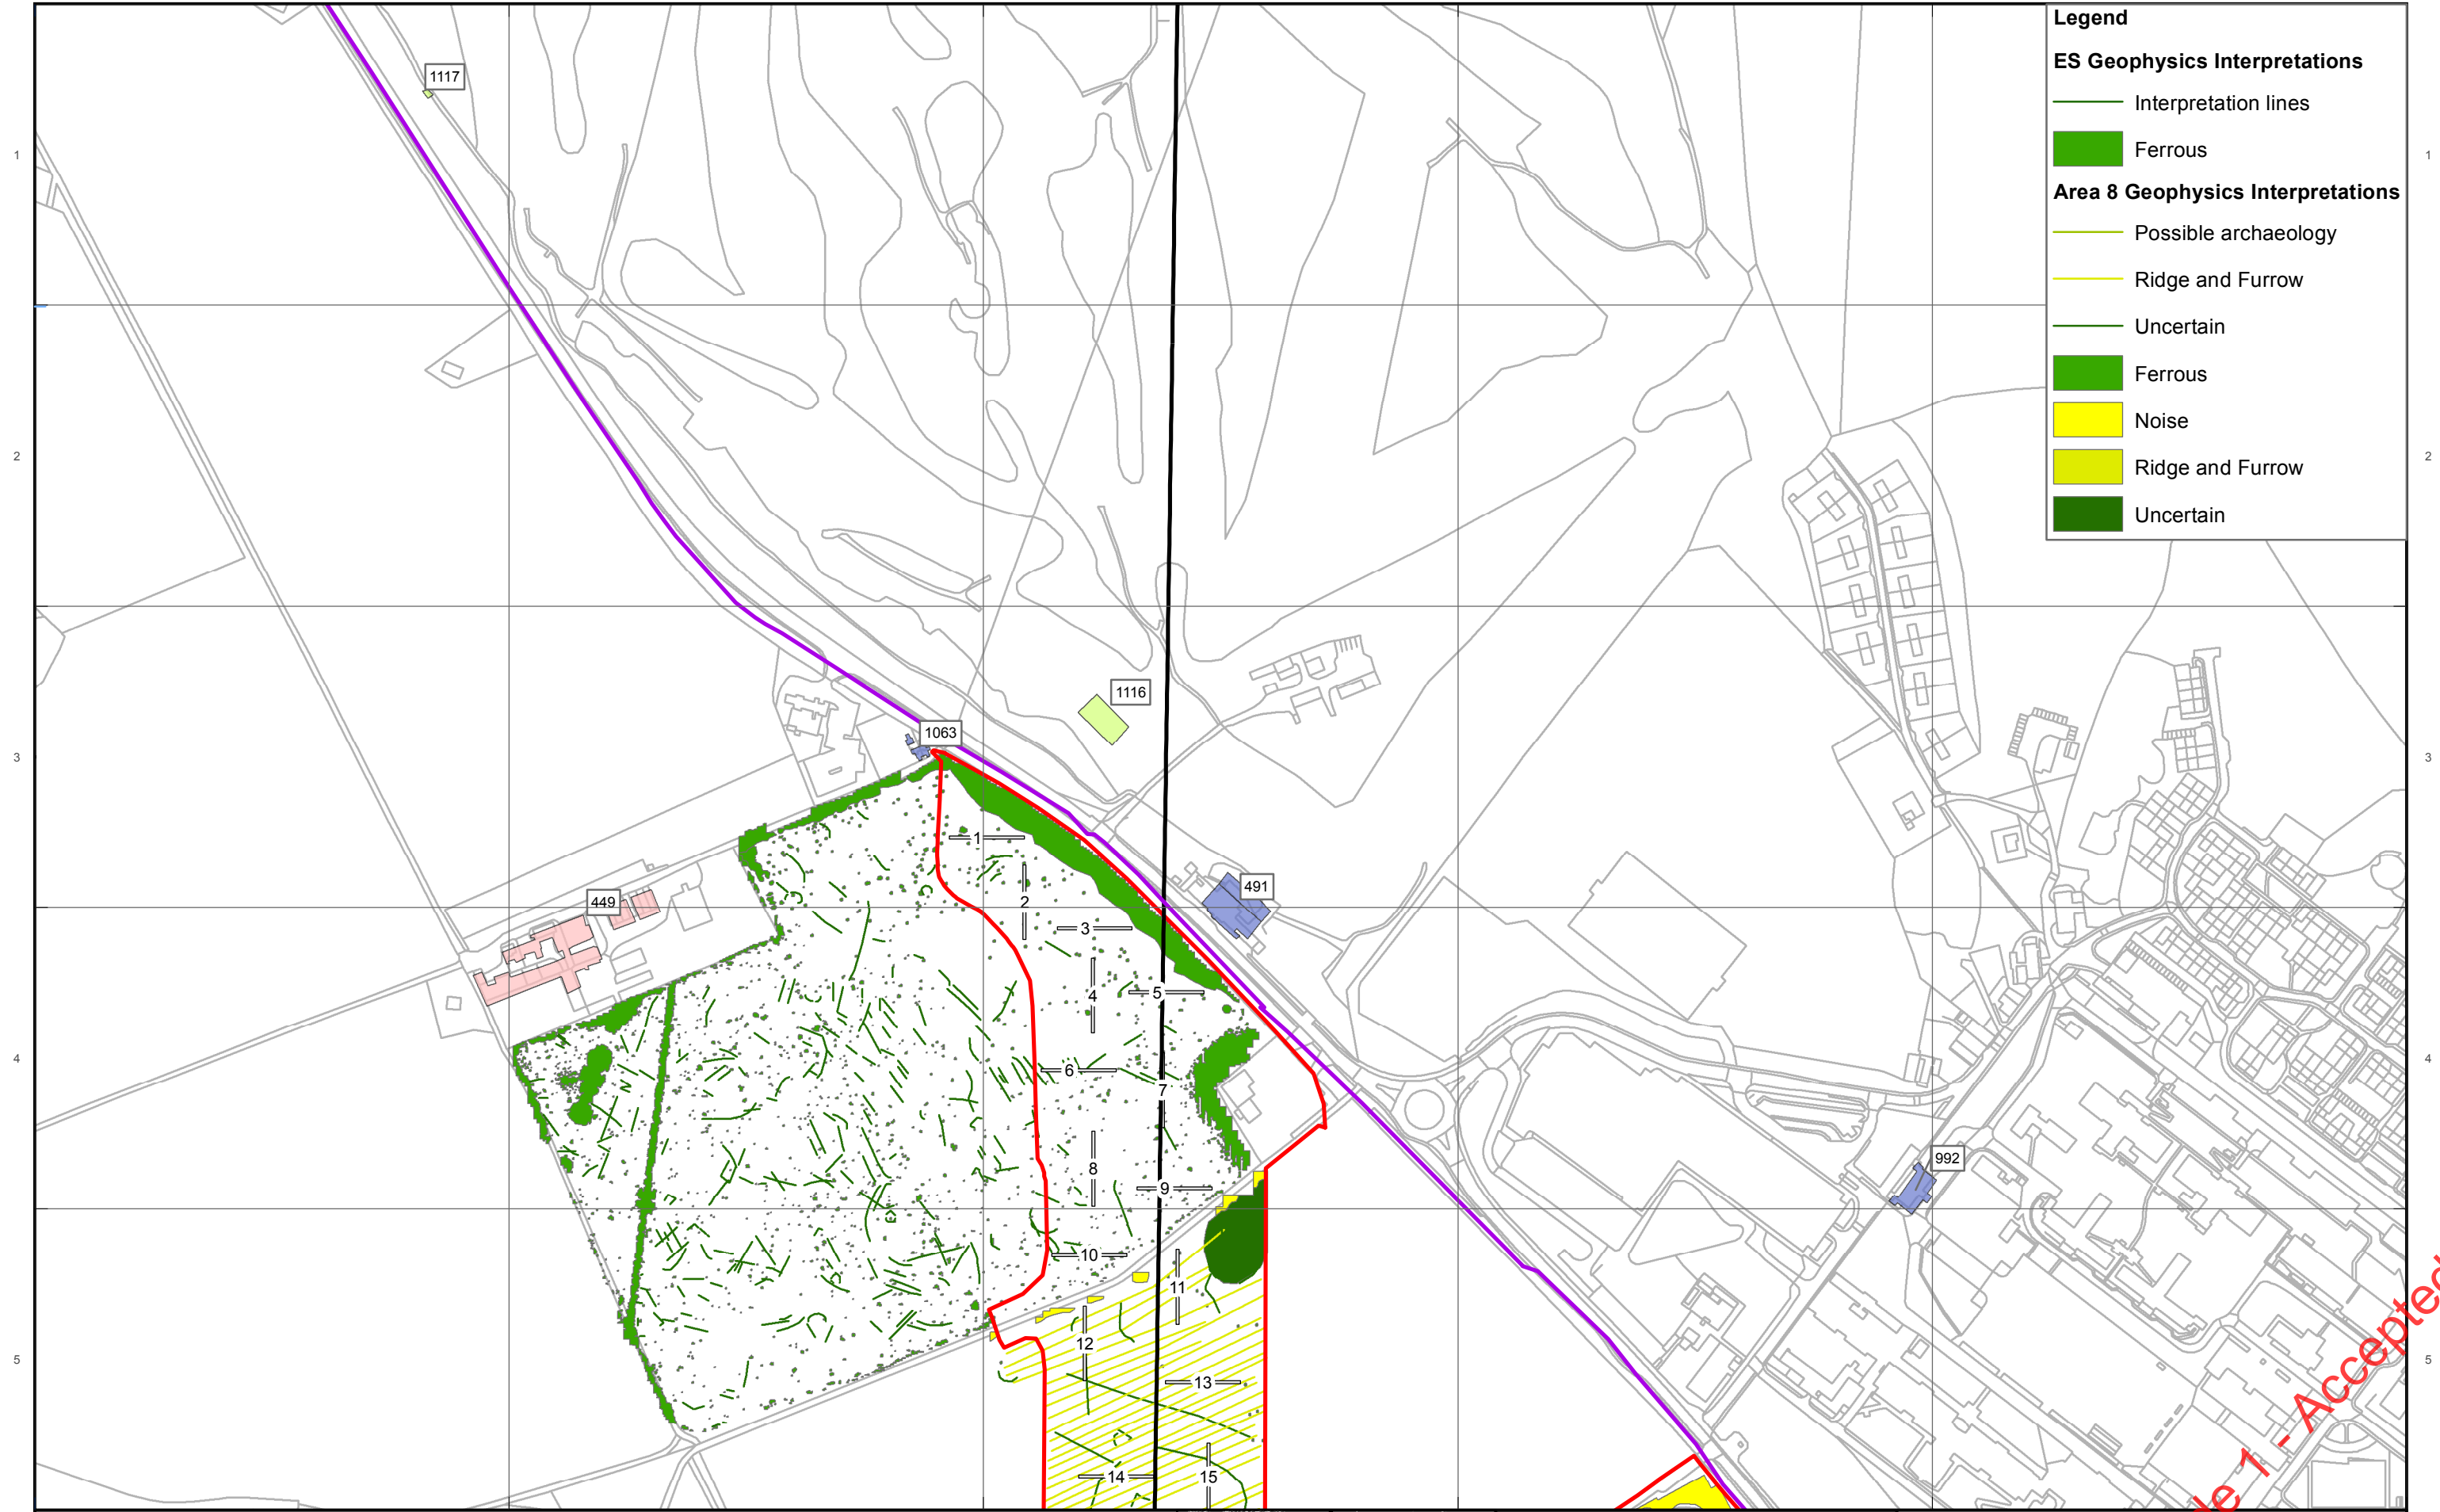 Legend
ES Geophysics Interpretations
Interpretation lines
Ferrous
Area 8 Geophysics Interpretations
Possible archaeology
Ridge and Furrow
Uncertain
Ferrous
Noise
Ridge and Furrow
Uncertain
1117
1
1
2
2
1116
1063
3
3
1
491
449
2
3
4
5
4
4
6
7
992
8
9
10
11
12
5
5
13
14
15
de 1 - Accepted